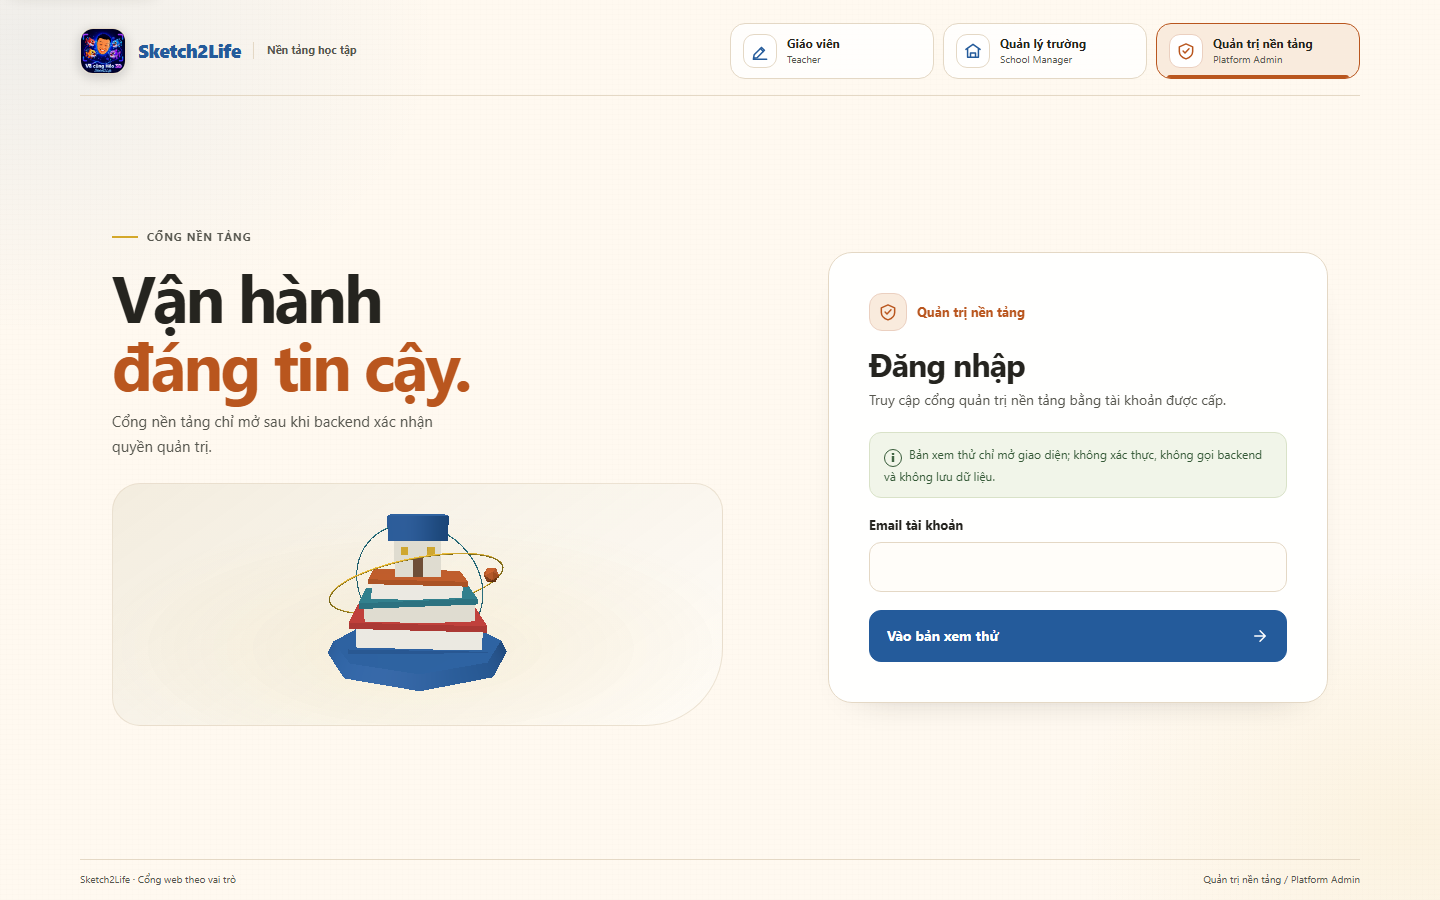 Vẽ cùng Hảo 3D
Sketch2Life
Nền tảng học tập
Giáo viên
Teacher
Quản lý trường
School Manager
Quản trị nền tảng
Platform Admin
CỔNG NỀN TẢNG
Vận hành
đáng tin cậy.
Cổng nền tảng chỉ mở sau khi backend xác nhận
quyền quản trị.
Quản trị nền tảng
Đăng nhập
Truy cập cổng quản trị nền tảng bằng tài khoản được cấp.
Bản xem thử chỉ mở giao diện; không xác thực, không gọi backend
và không lưu dữ liệu.
Email tài khoản
Vào bản xem thử
Sketch2Life · Cổng web theo vai trò
Quản trị nền tảng / Platform Admin